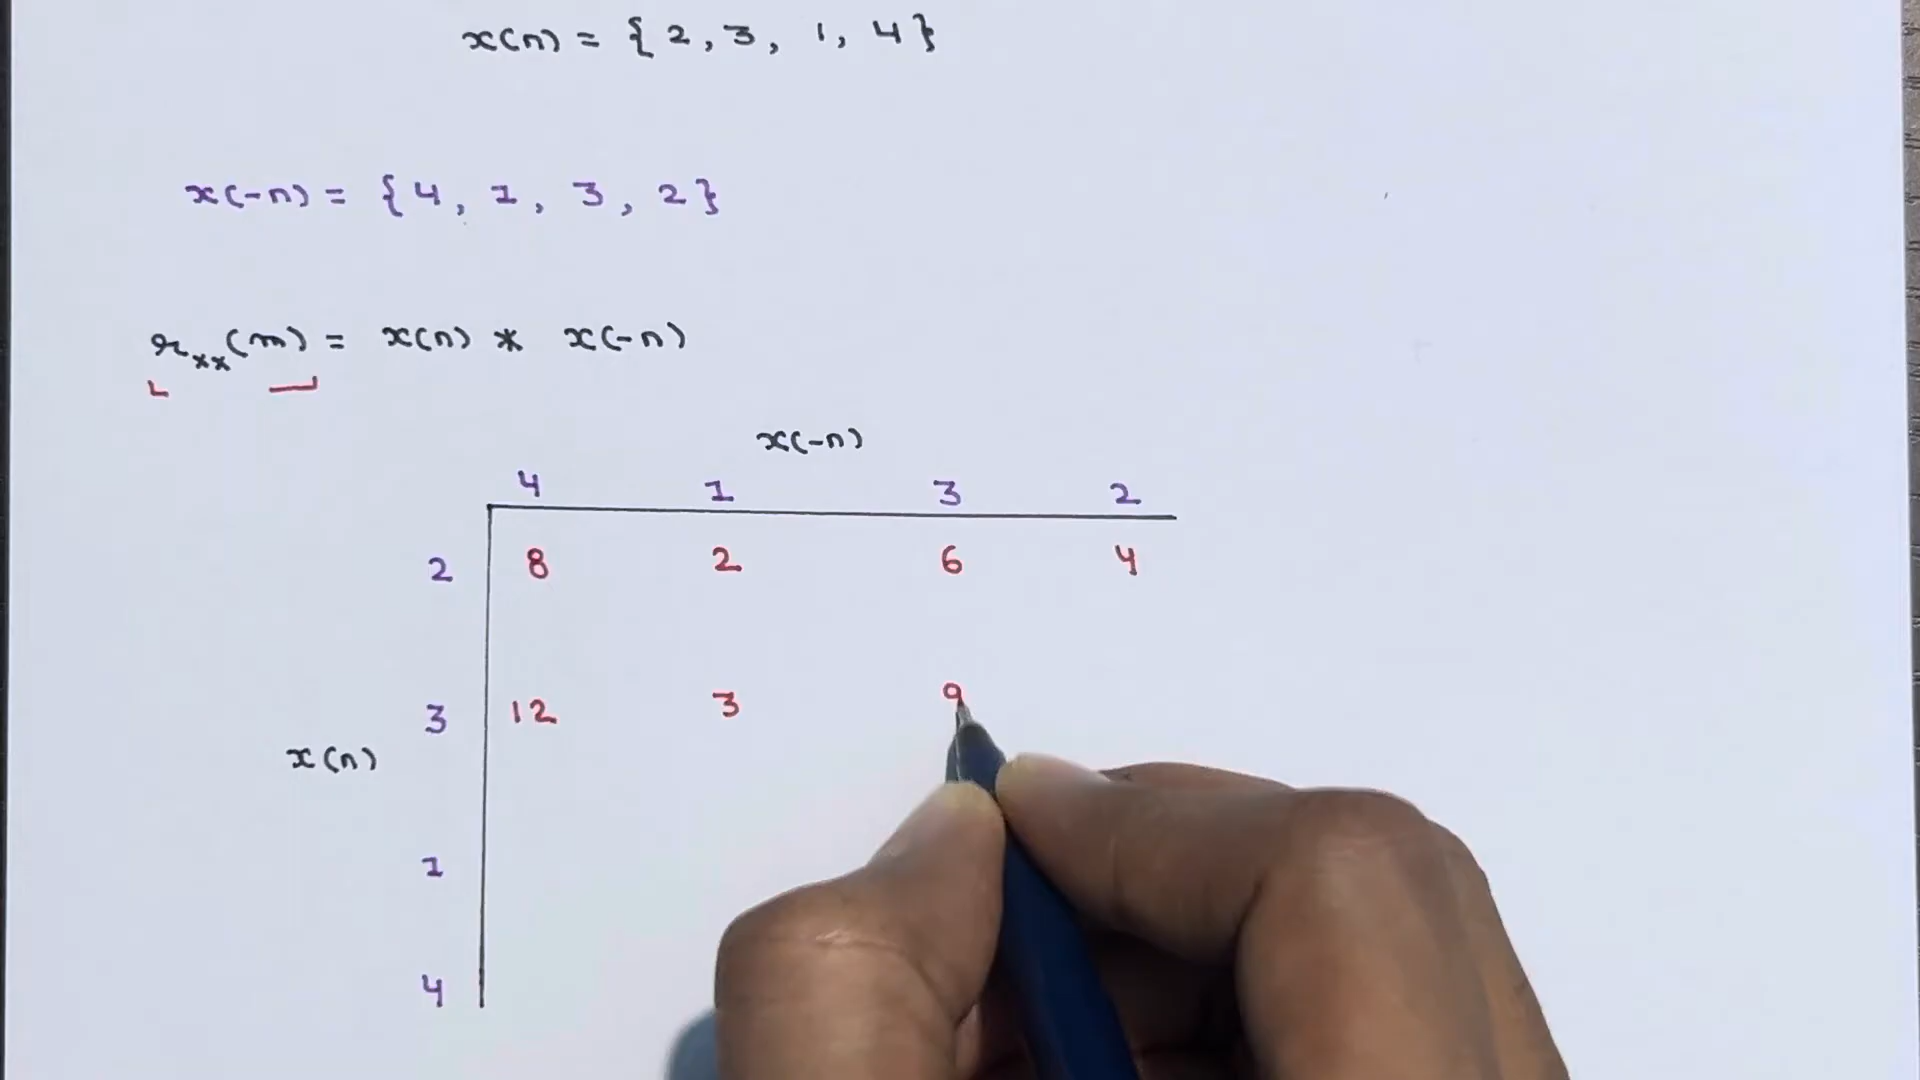 x(n) = {2, 3, 1, 4}
x(-n) = {4, 1, 3, 2}
r_xx(m) = x(n) * x(-n)
x(-n)
4 1 3 2
2 8 2 6 4
3 12 3 9
x(n)
1
4